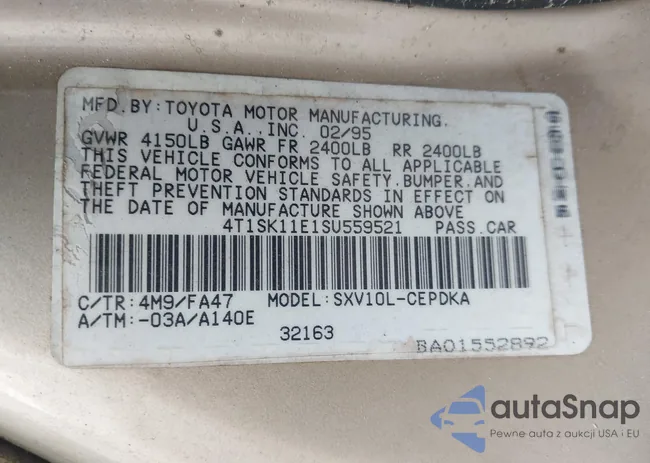 MFD.BY:TOYOTA MOTOR MANUFACTURING.
U.S.A.,INC. 02/95
GVWR 4150LB GAWR FR 2400LB RR 2400LB
THIS VEHICLE CONFORMS TO ALL APPLICABLE
FEDERAL MOTOR VEHICLE SAFETY,BUMPER,AND
THEFT PREVENTION STANDARDS IN EFFECT ON
THE DATE OF MANUFACTURE SHOWN ABOVE
4T1SK11E1SU559521 PASS.CAR
C/TR:4M9/FA47 MODEL:SXV10L-CEPDKA
A/TM:-03A/A140E 32163
BA01552892
autaSnap
Pewne auta z aukcji USA i EU